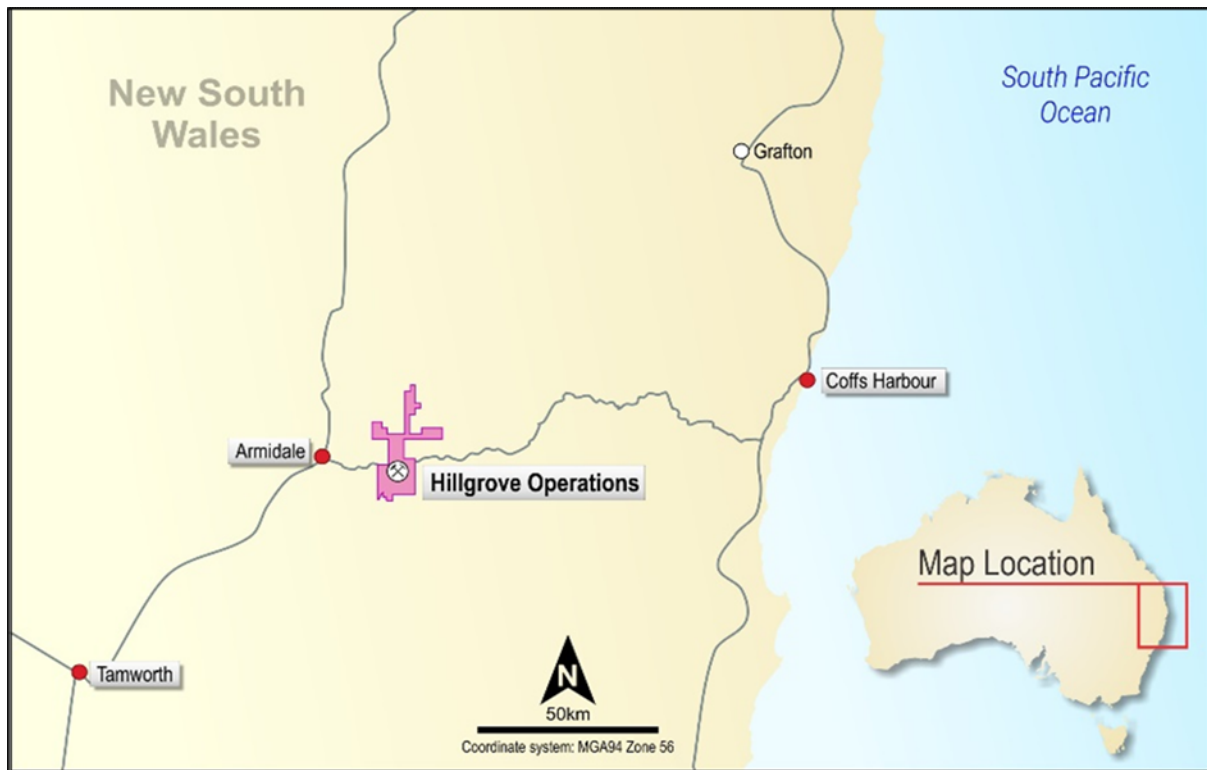 New South
Wales
South Pacific
Ocean
Grafton
Coffs Harbour
Armidale
Hillgrove Operations
Map Location
Tamworth
N
50km
Coordinate system: MGA94 Zone 56